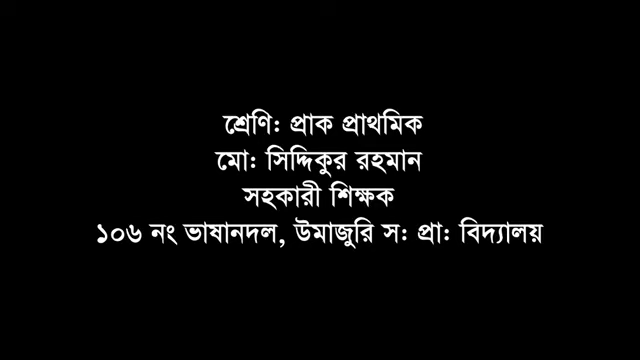 শ্রেণি: প্রাক প্রাথমিক
মো: সিদ্দিকুর রহমান
সহকারী শিক্ষক
১০৬ নং ভাষানদল, উমাজুরি স: প্রা: বিদ্যালয়